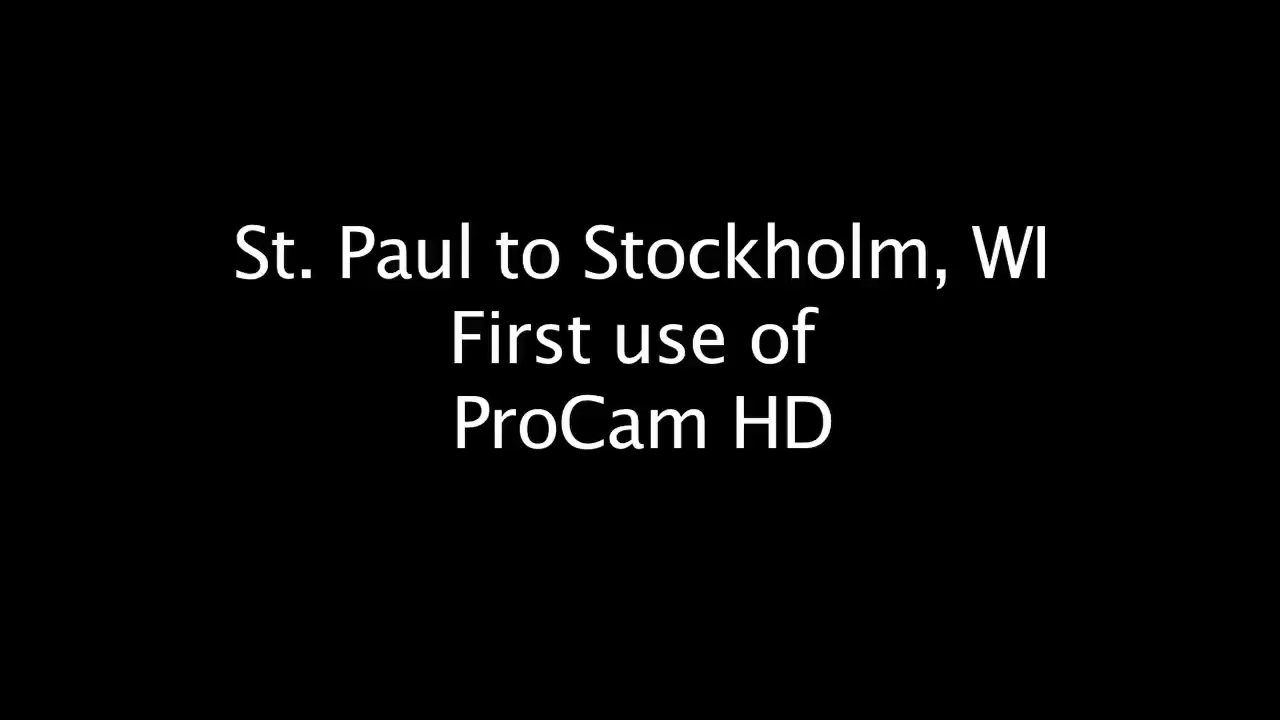 St. Paul to Stockholm, WI
First use of
ProCam HD